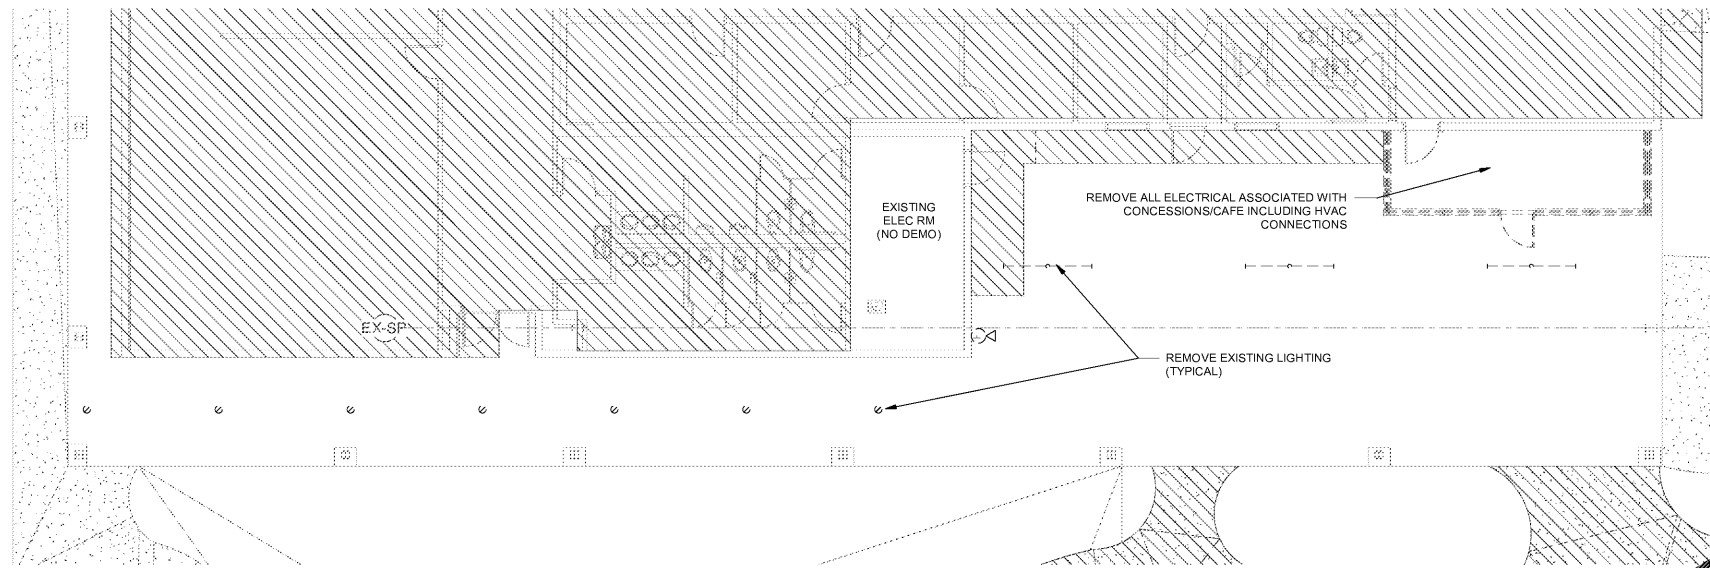 EXISTING
ELEC RM
(NO DEMO)
REMOVE ALL ELECTRICAL ASSOCIATED WITH
CONCESSIONS/CAFE INCLUDING HVAC
CONNECTIONS
EX-SP
REMOVE EXISTING LIGHTING
(TYPICAL)